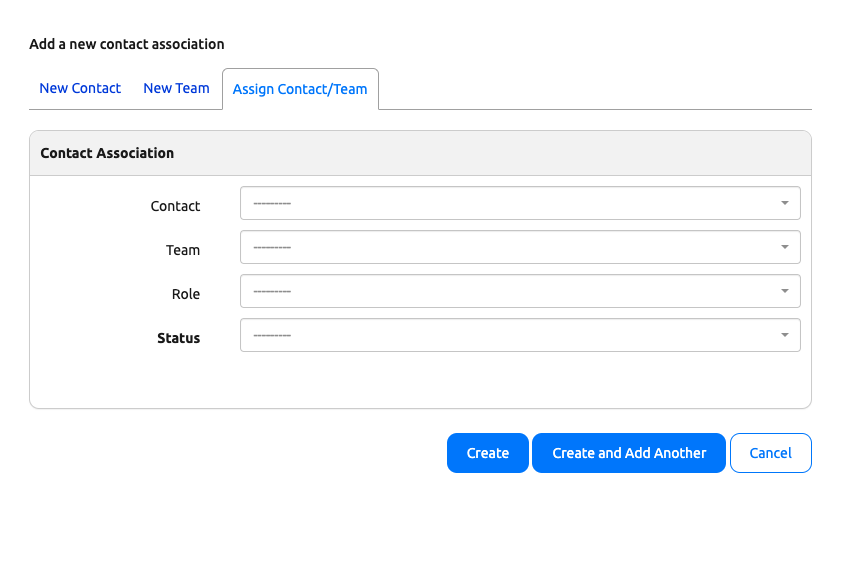 Add a new contact association
New Contact New Team Assign Contact/Team
Contact Association
Contact ---------
Team ---------
Role ---------
Status ---------
Create Create and Add Another Cancel